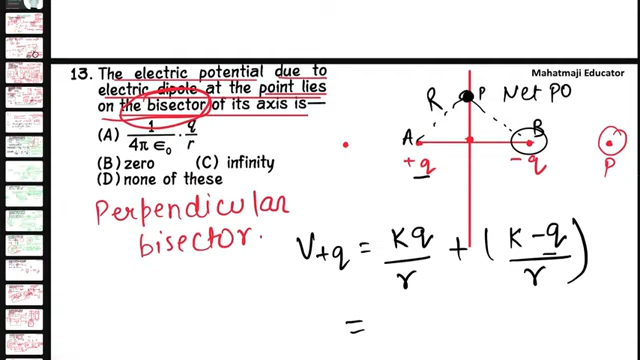 Mahatmaji Educator
13. The electric potential due to
electric dipole at the point lies
on the bisector of its axis is—
(A) 1/4π ∈₀ · q/r
(B) zero (C) infinity
(D) none of these
Perpendicular
bisector.
R P Net PO
A B
+q -q P
V+q = Kq/r + (K-q/r)
=